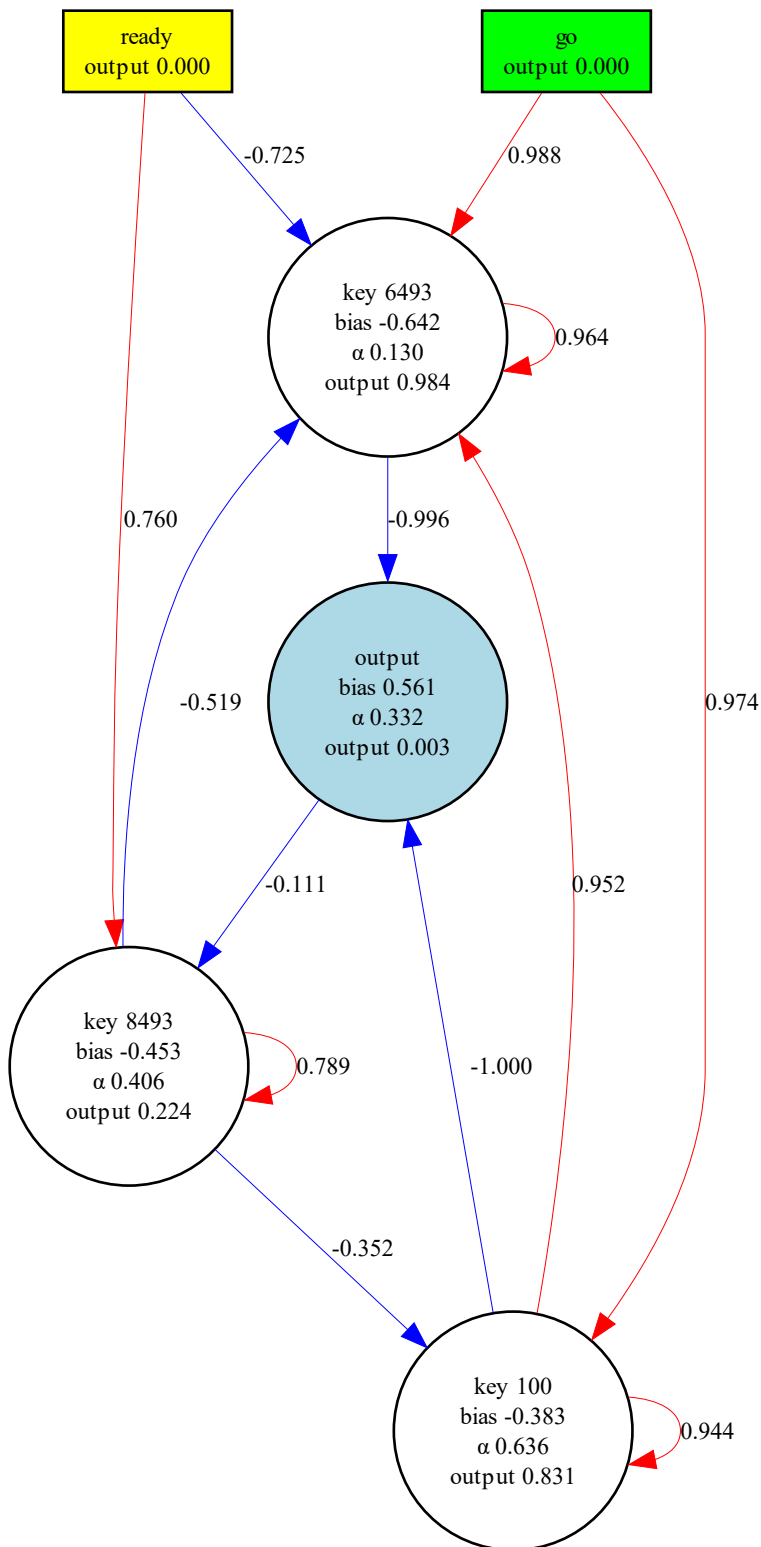 ready
output 0.000
go
output 0.000
-0.725
0.988
key 6493
bias -0.642
α 0.130
output 0.984
0.964
0.760
-0.996
-0.519
output
bias 0.561
α 0.332
output 0.003
0.974
-0.111
0.952
key 8493
bias -0.453
α 0.406
output 0.224
0.789
-1.000
-0.352
key 100
bias -0.383
α 0.636
output 0.831
0.944